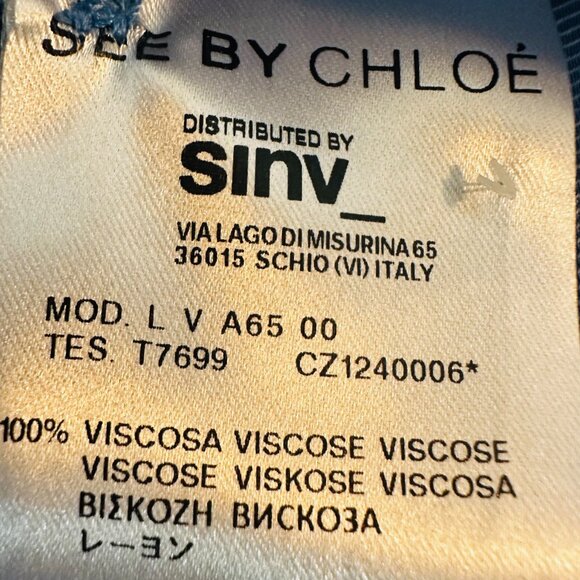 SEE BY CHLOÉ
DISTRIBUTED BY
sinv_
VIA LAGO DI MISURINA 65
36015 SCHIO (VI) ITALY
MOD. L V A65 00
TES. T7699 CZ1240006*
100% VISCOSA VISCOSE VISCOSE
VISCOSE VISKOSE VISCOSA
ΒΙΣΚΟΖΗ ВИСКОЗА
レーヨン